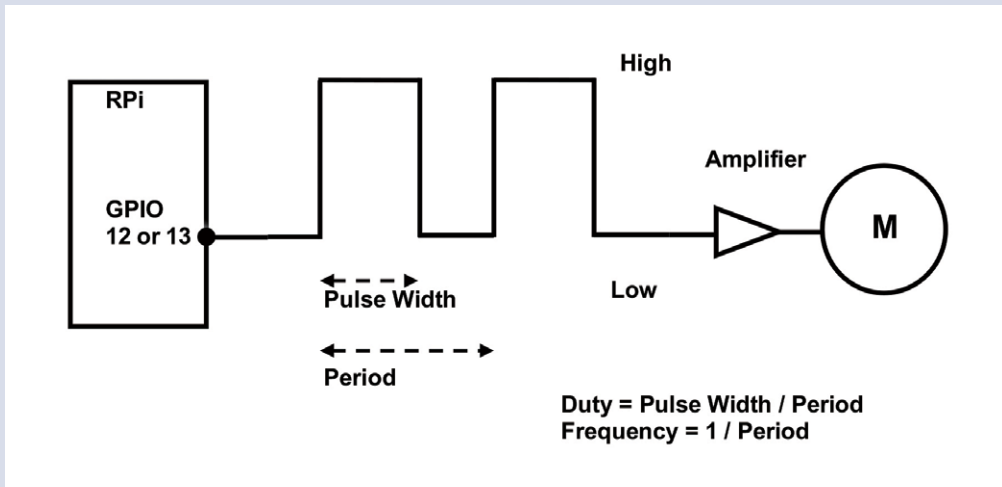 High
RPi
Amplifier
GPIO
12 or 13
M
Pulse Width
Low
Period
Duty = Pulse Width / Period
Frequency = 1 / Period